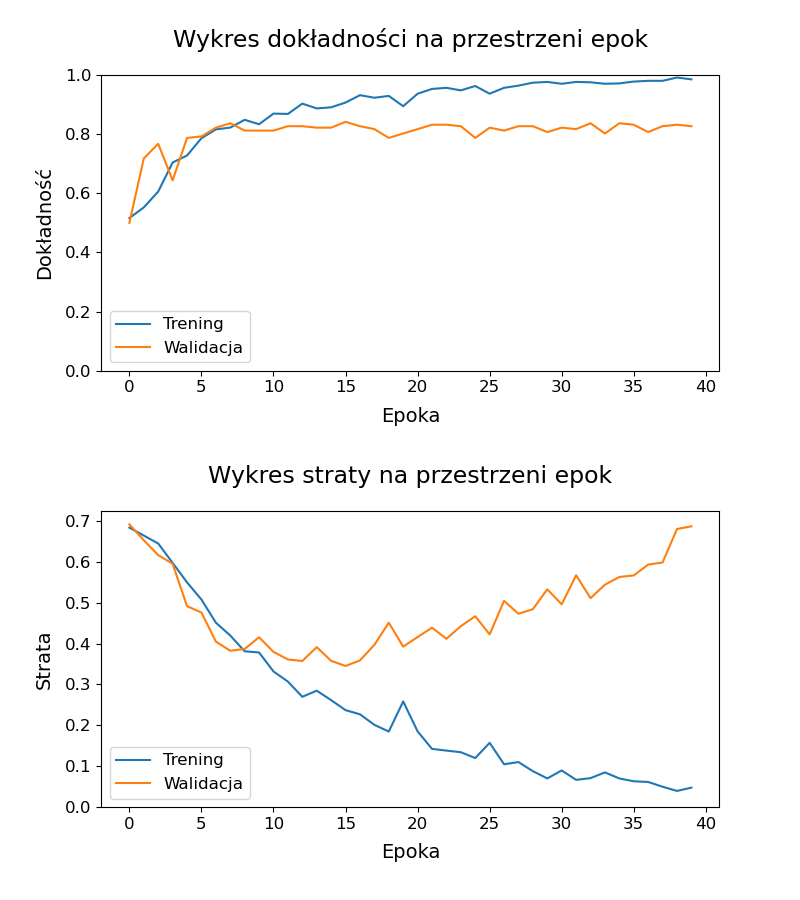 Wykres dokładności na przestrzeni epok
1.0
0.8
0.6
0.4
0.2
0.0
Dokładność
Trening
Walidacja
0 5 10 15 20 25 30 35 40
Epoka
Wykres straty na przestrzeni epok
0.7
0.6
0.5
0.4
0.3
0.2
0.1
0.0
Strata
Trening
Walidacja
0 5 10 15 20 25 30 35 40
Epoka